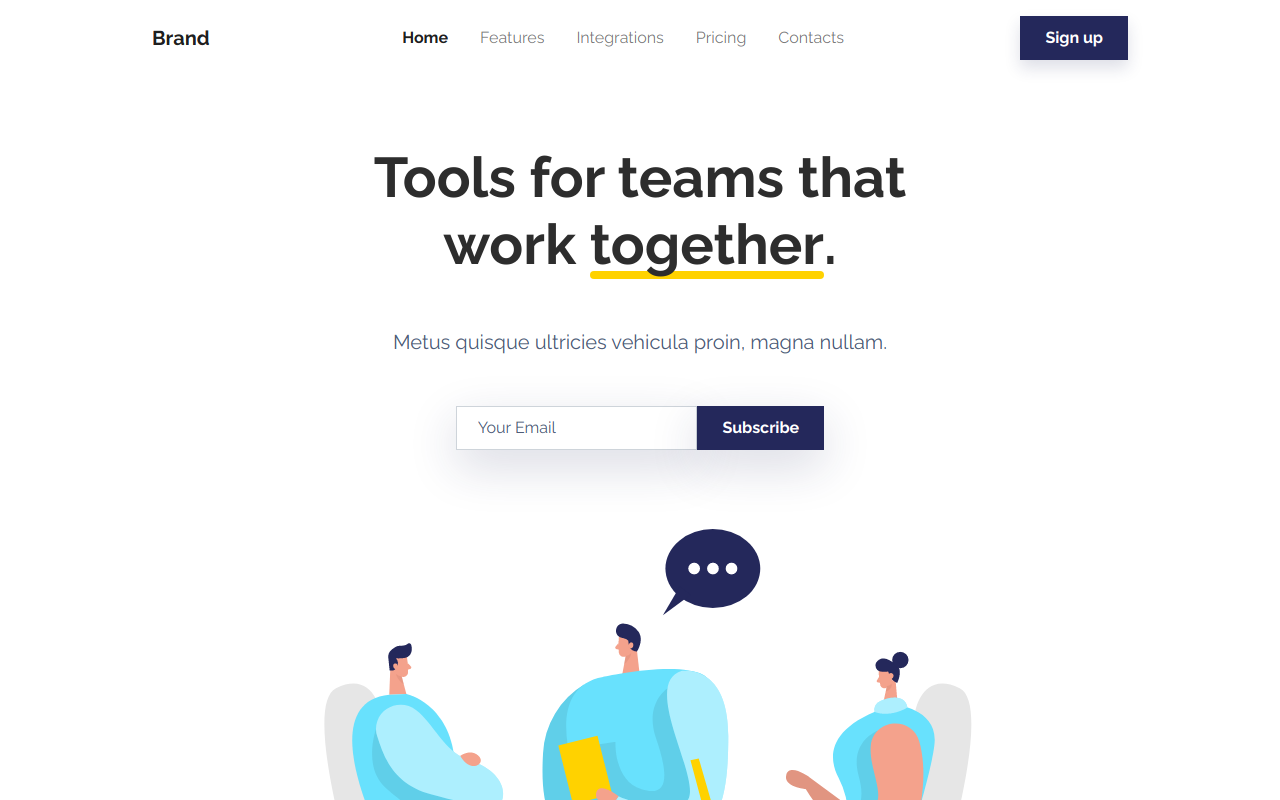 Brand
Home Features Integrations Pricing Contacts
Sign up
Tools for teams that
work together.
Metus quisque ultricies vehicula proin, magna nullam.
Your Email
Subscribe